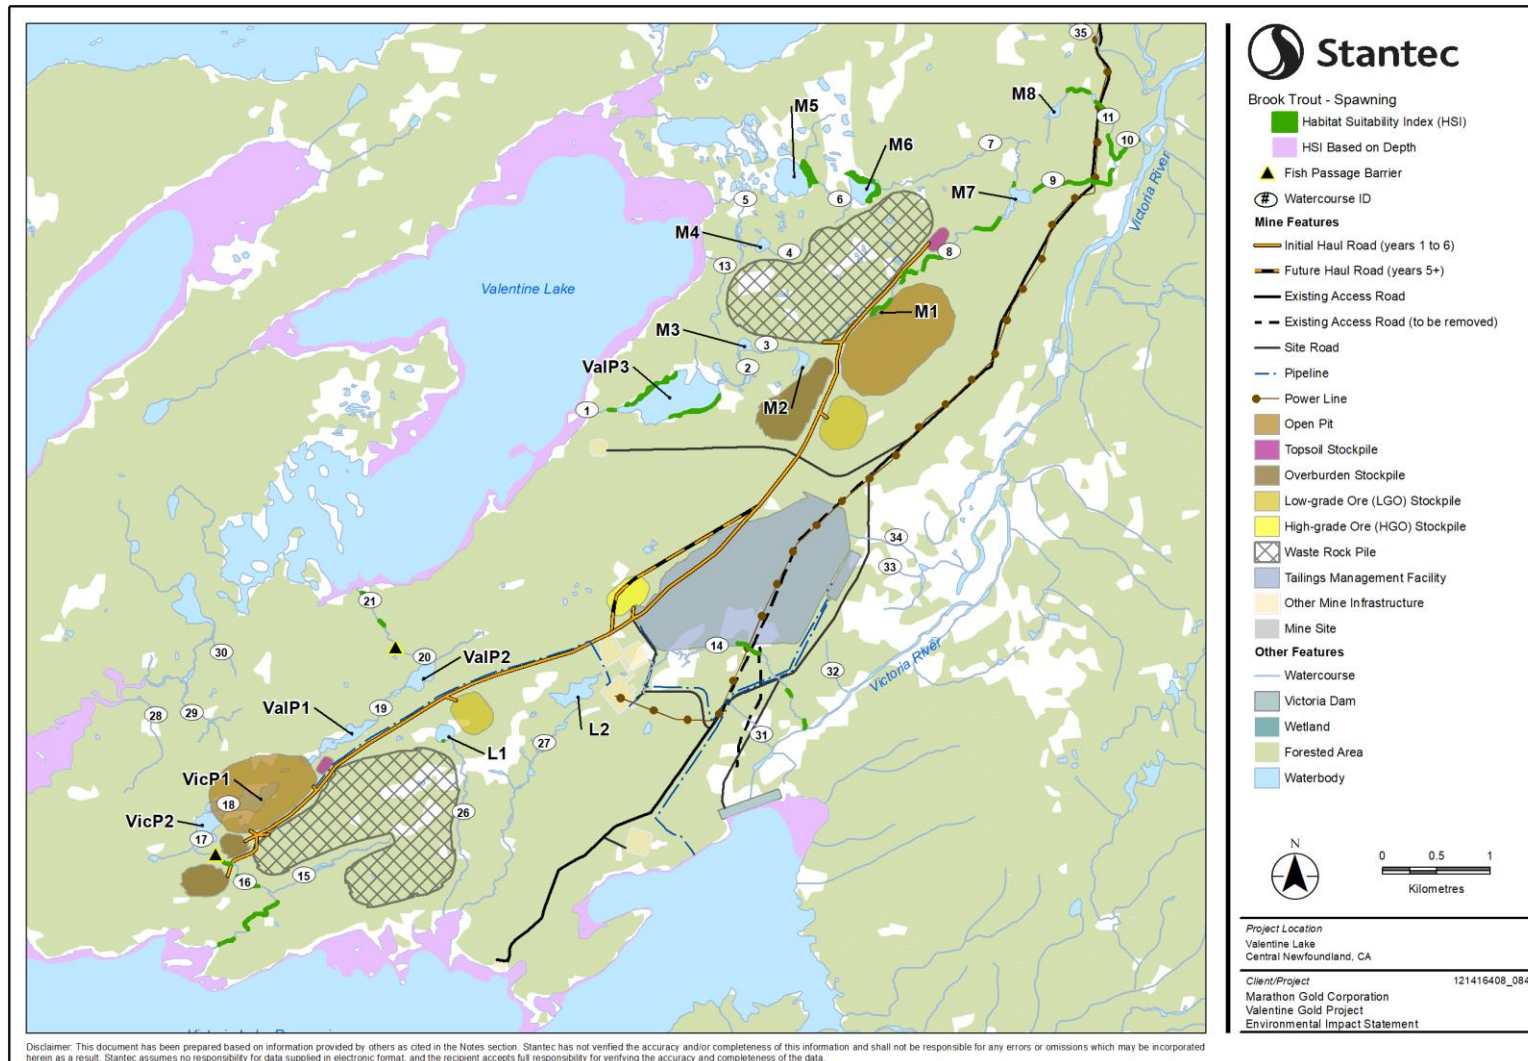 35
M8
M5
11
10
7
M6
9
M7
5
6
Victoria River
M4
4
8
13
Valentine Lake
M1
M3
3
ValP3
2
1
M2
34
33
21
14
20
ValP2
30
32
Victoria River
19
28
29
ValP1
L2
31
27
L1
VicP1
18
26
VicP2
17
15
16
Stantec
Brook Trout - Spawning
Habitat Suitability Index (HSI)
HSI Based on Depth
Fish Passage Barrier
# Watercourse ID
Mine Features
Initial Haul Road (years 1 to 6)
Future Haul Road (years 5+)
Existing Access Road
Existing Access Road (to be removed)
Site Road
Pipeline
Power Line
Open Pit
Topsoil Stockpile
Overburden Stockpile
Low-grade Ore (LGO) Stockpile
High-grade Ore (HGO) Stockpile
Waste Rock Pile
Tailings Management Facility
Other Mine Infrastructure
Mine Site
Other Features
Watercourse
Victoria Dam
Wetland
Forested Area
Waterbody
N
0 0.5 1
Kilometres
Project Location
Valentine Lake
Central Newfoundland, CA
Client/Project 121416408_084
Marathon Gold Corporation
Valentine Gold Project
Environmental Impact Statement
Disclaimer: This document has been prepared based on information provided by others as cited in the Notes section. Stantec has not verified the accuracy and/or completeness of this information and shall not be responsible for any errors or omissions which may be incorporated
herein as a result. Stantec assumes no responsibility for data supplied in electronic format, and the recipient accepts full responsibility for verifying the accuracy and completeness of the data.